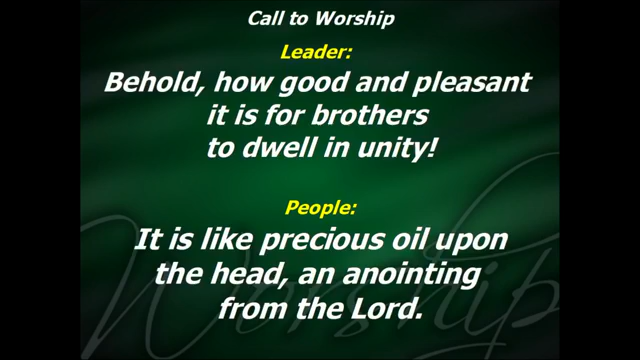 Call to Worship
Leader:
Behold, how good and pleasant
it is for brothers
to dwell in unity!
People:
It is like precious oil upon
the head, an anointing
from the Lord.
Worship